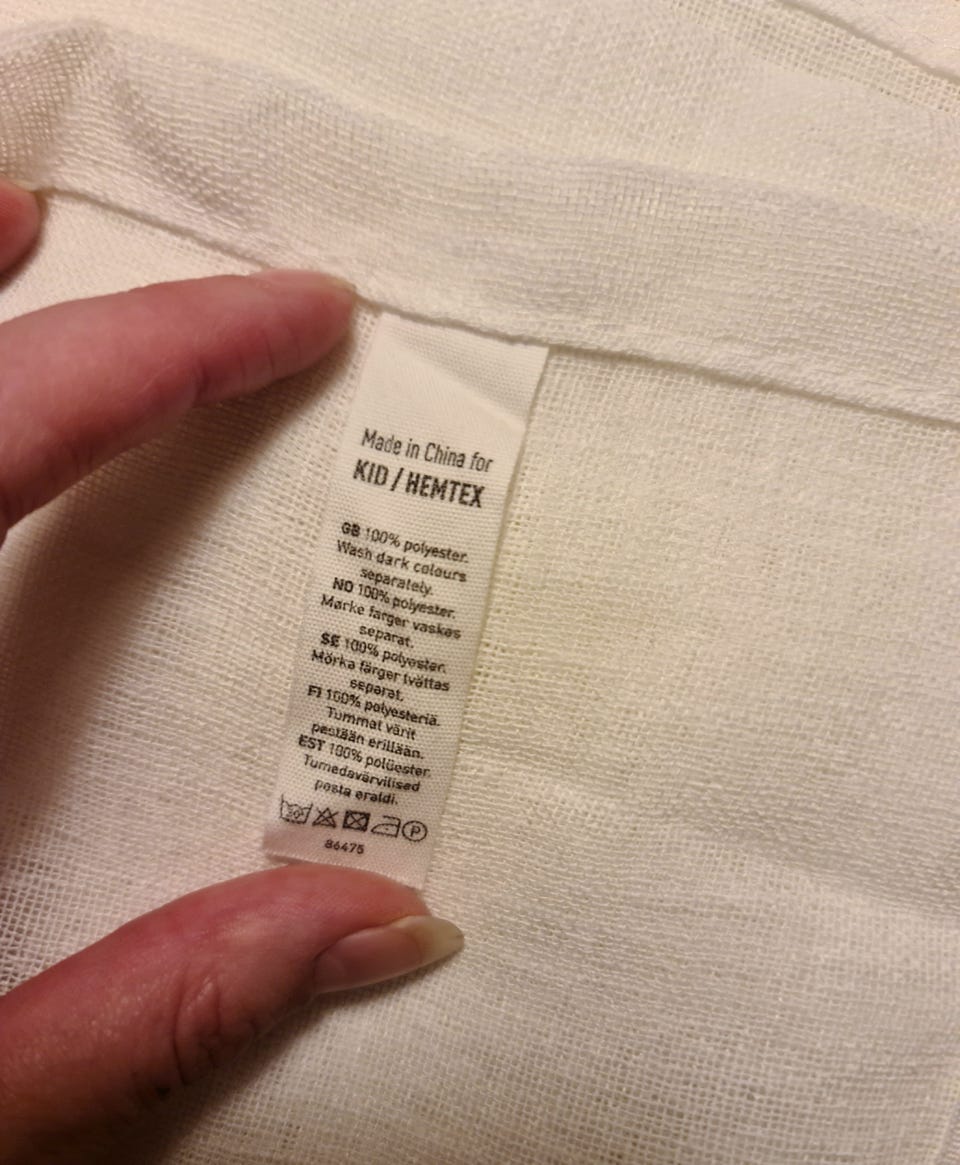 Made in China for
KID / HEMTEX
GB 100% polyester.
Wash dark colours
separately.
NO 100% polyester.
Mørke farger vaskes
separat.
SE 100% polyester.
Mörka färger tvättas
separat.
FI 100% polyesteriä.
Tummat värit
pestään erillään.
EST 100% polüester.
Tumedavärvilised
pesta eraldi.
30° P
86475